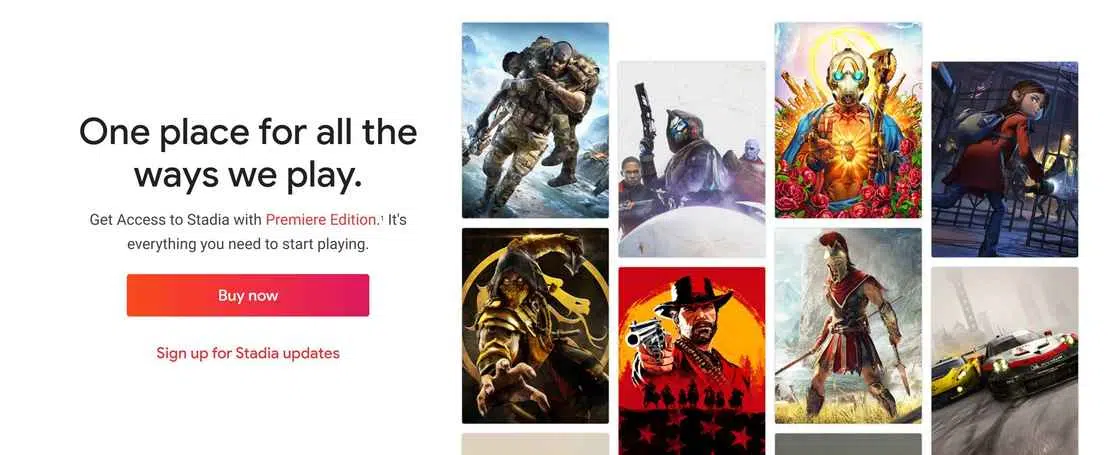 One place for all the
ways we play.
Get Access to Stadia with Premiere Edition.¹ It's
everything you need to start playing.
Buy now
Sign up for Stadia updates